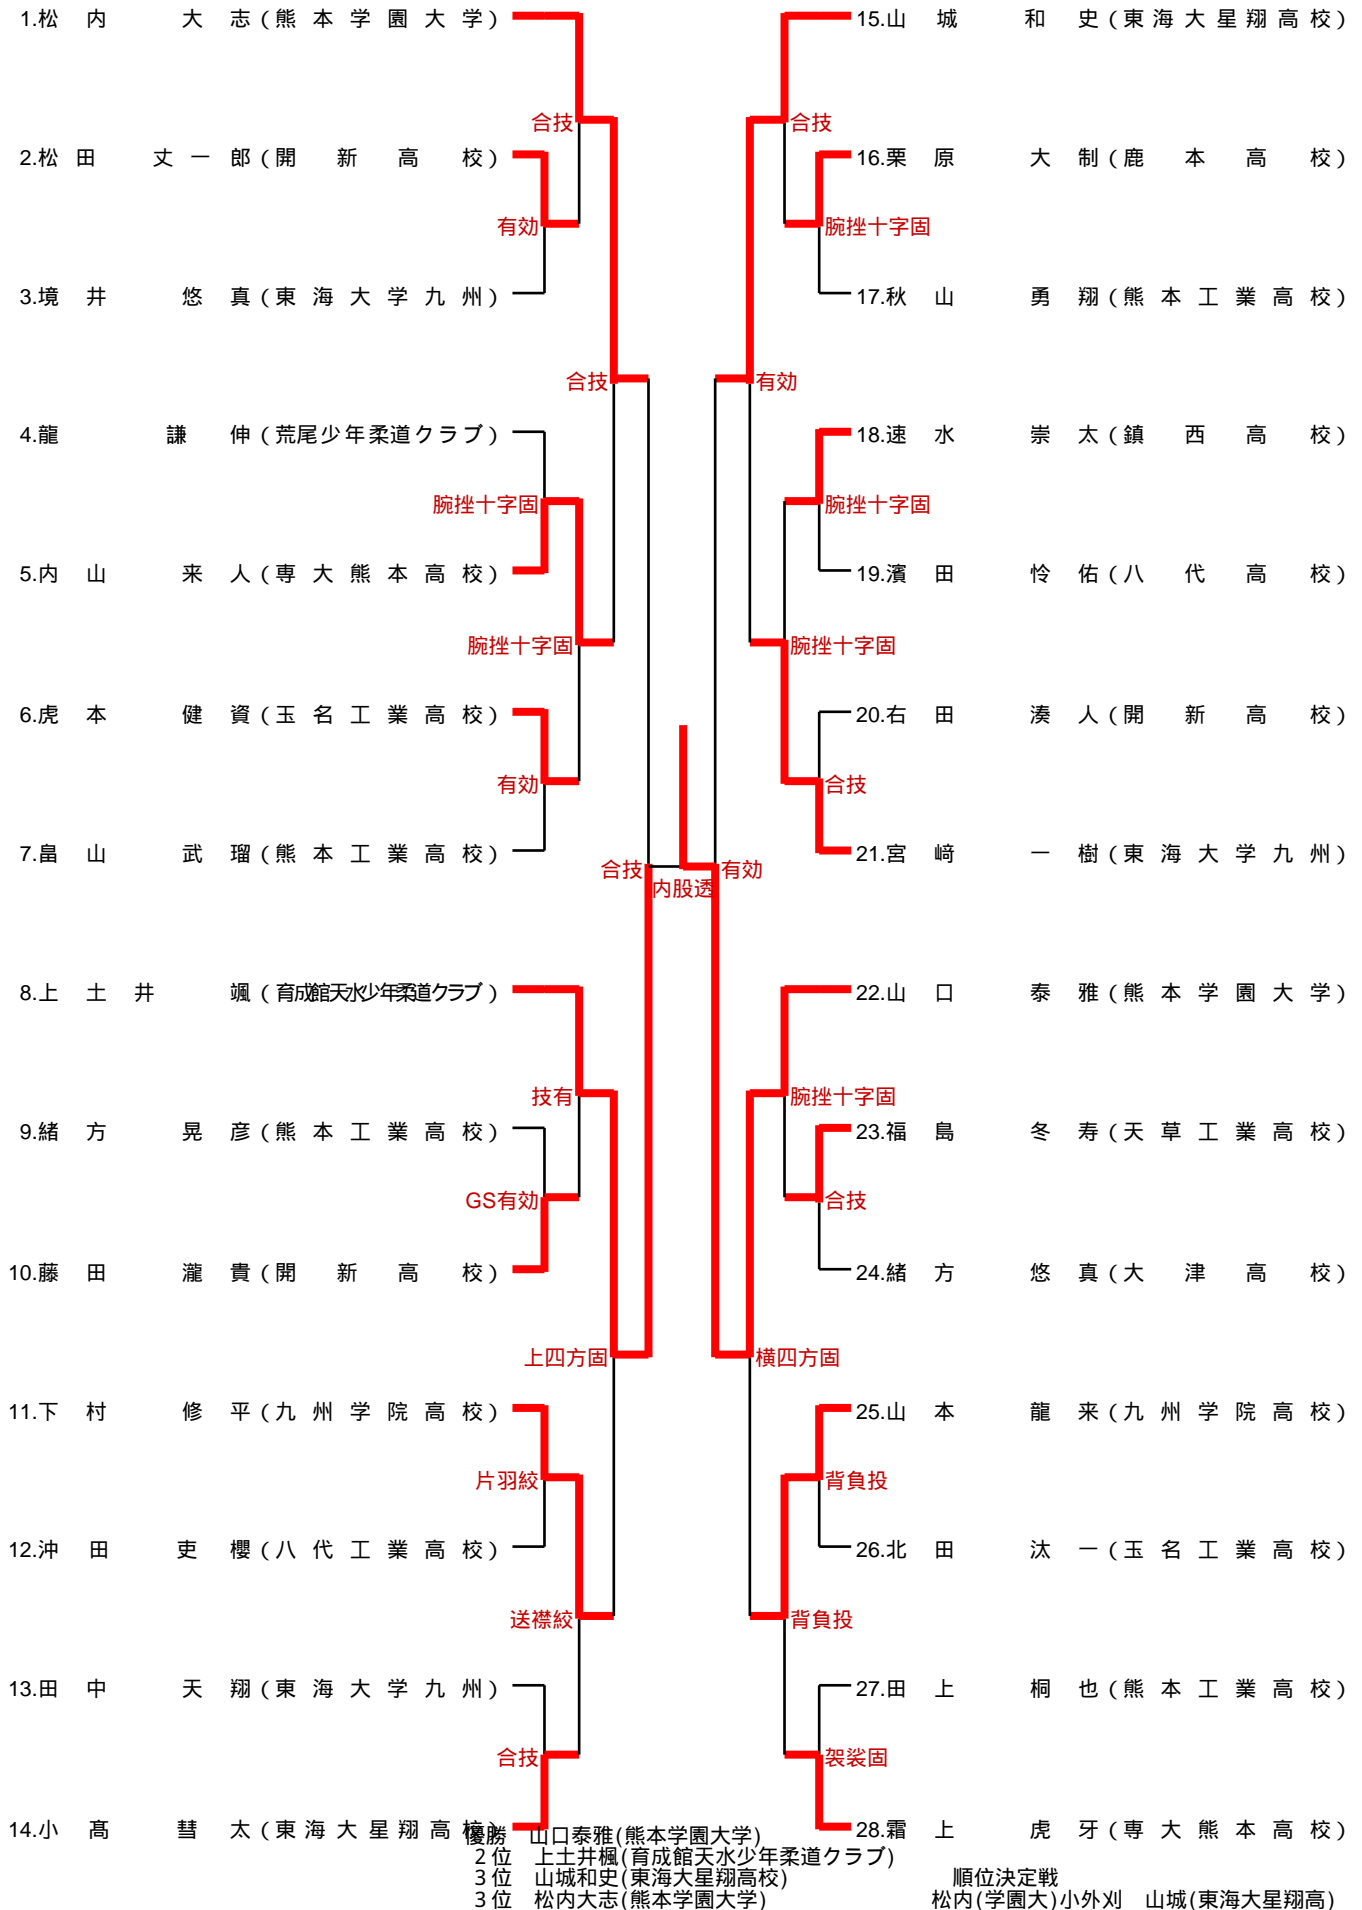 1.松内 大志(熊本学園大学)
合技
2.松田 丈一郎(開新高校)
有効
3.境井 悠真(東海大学九州)
合技
4.龍 謙伸(荒尾少年柔道クラブ)
腕挫十字固
5.内山 来人(専大熊本高校)
腕挫十字固
6.虎本 健資(玉名工業高校)
有効
7.畠山 武瑠(熊本工業高校)
合技
内股透
8.上土井 颯(育成館天水少年柔道クラブ)
技有
9.緒方 晃彦(熊本工業高校)
GS有効
10.藤田 瀧貴(開新高校)
上四方固
11.下村 修平(九州学院高校)
片羽絞
12.沖田 吏櫻(八代工業高校)
送襟絞
13.田中 天翔(東海大学九州)
合技
14.小髙 彗太(東海大星翔高校)
15.山城 和史(東海大星翔高校)
合技
16.栗原 大制(鹿本高校)
腕挫十字固
17.秋山 勇翔(熊本工業高校)
有効
18.速水 崇太(鎮西高校)
腕挫十字固
19.濱田 怜佑(八代高校)
腕挫十字固
20.右田 湊人(開新高校)
合技
21.宮﨑 一樹(東海大学九州)
有効
22.山口 泰雅(熊本学園大学)
腕挫十字固
23.福島 冬寿(天草工業高校)
合技
24.緒方 悠真(大津高校)
横四方固
25.山本 龍来(九州学院高校)
背負投
26.北田 汰一(玉名工業高校)
背負投
27.田上 桐也(熊本工業高校)
袈裟固
28.霜上 虎牙(専大熊本高校)
優勝 山口泰雅(熊本学園大学)
2位 上土井楓(育成館天水少年柔道クラブ)
3位 山城和史(東海大星翔高校)
3位 松内大志(熊本学園大学)
順位決定戦
松内(学園大)小外刈 山城(東海大星翔高)